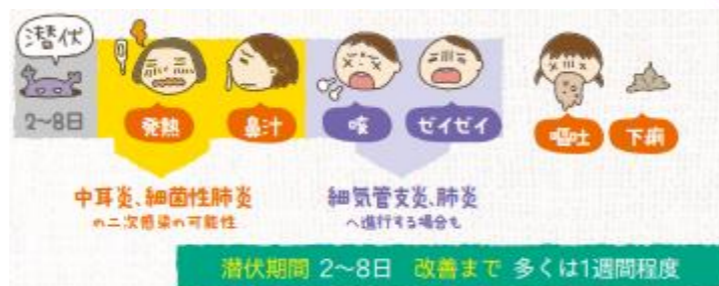 潜伏
2〜8日
発熱
鼻汁
咳
ゼイゼイ
嘔吐
下痢
中耳炎、細菌性肺炎
の二次感染の可能性
細気管支炎、肺炎
へ進行する場合も
潜伏期間 2〜8日 改善まで 多くは1週間程度